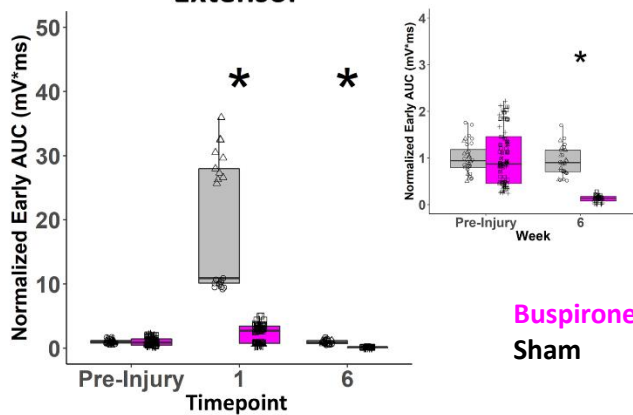 Extensor
Normalized Early AUC (mV*ms)
50
40
30
20
10
0
*
*
Pre-Injury
1
6
Timepoint
Normalized Early AUC (mV*ms)
4
3
2
1
0
*
Pre-Injury
6
Week
Buspirone
Sham